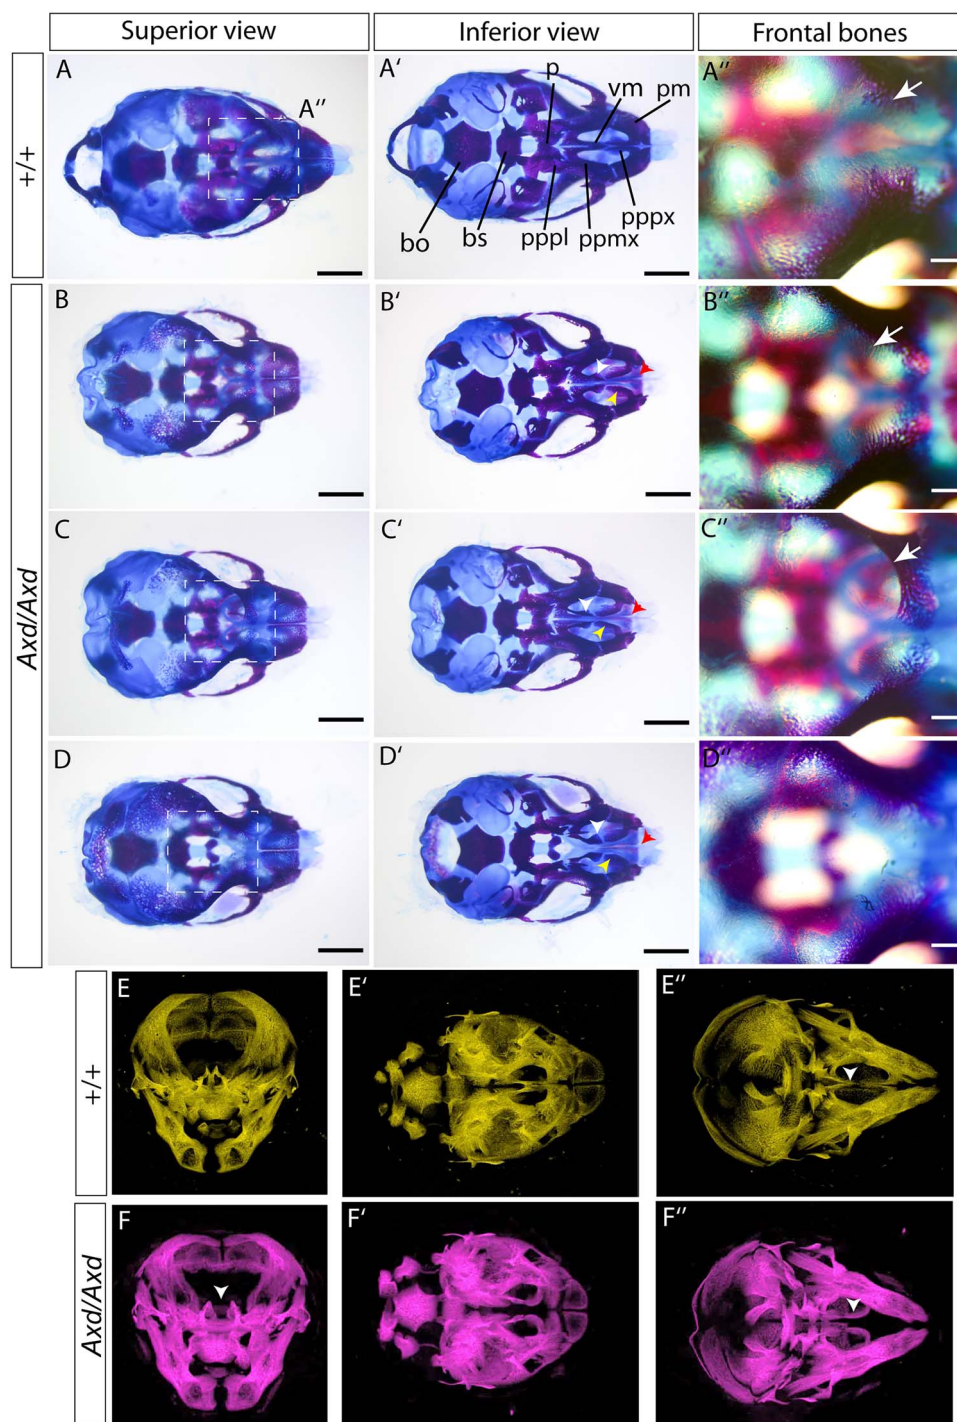 Superior view
Inferior view
Frontal bones
+/+
A
A''
A'
p
vm
pm
bo
bs
pppl
ppmx
pppx
A''
Axd/Axd
B
B'
B''
C
C'
C''
D
D'
D''
+/+
E
E'
E''
Axd/Axd
F
F'
F''